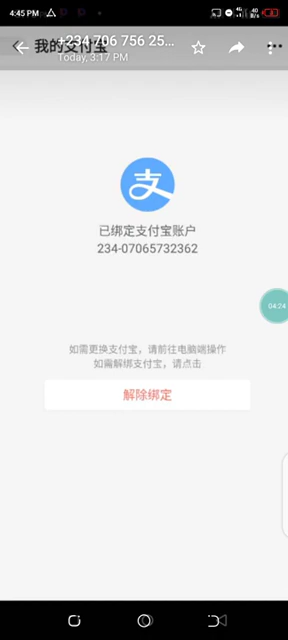 4:45 PM
我的支付宝
+234 706 756 25...
Today, 3:17 PM
支
已绑定支付宝账户
234-07065732362
04:24
如需更换支付宝，请前往电脑端操作
如需解绑支付宝，请点击
解除绑定